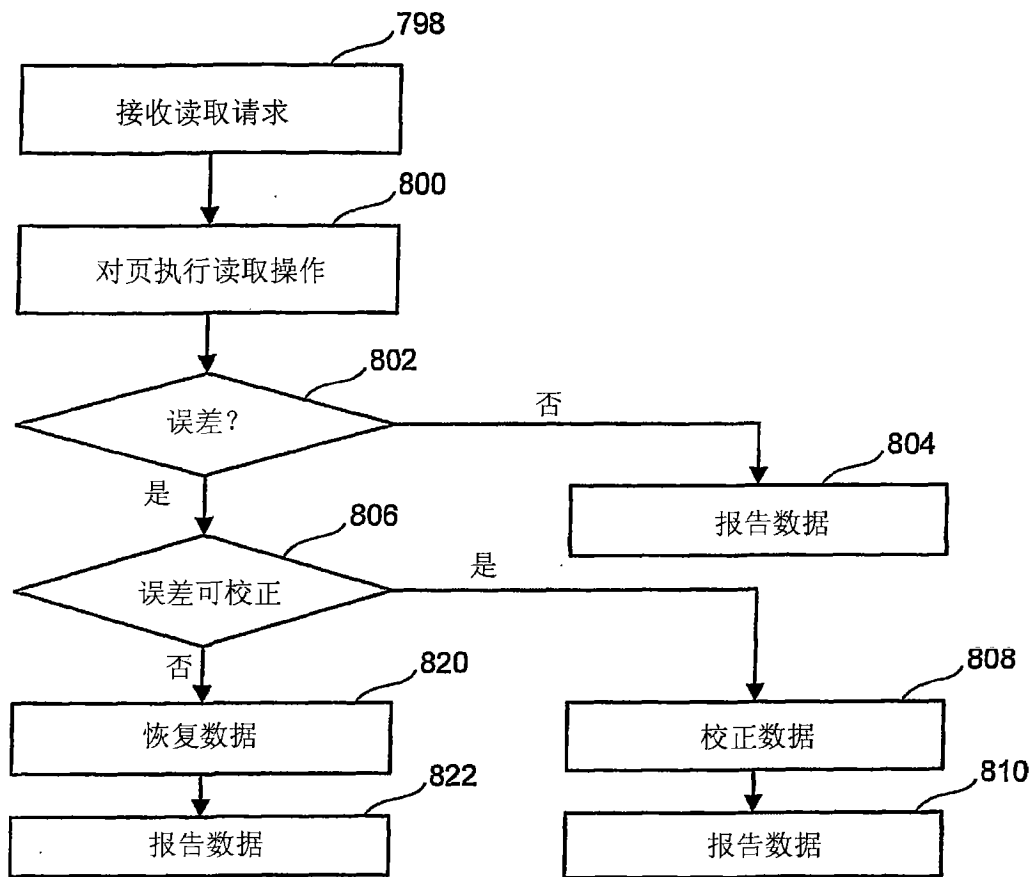 798
接收读取请求
800
对页执行读取操作
802
误差？
否
是
804
报告数据
806
误差可校正
是
否
820
恢复数据
808
校正数据
822
报告数据
810
报告数据